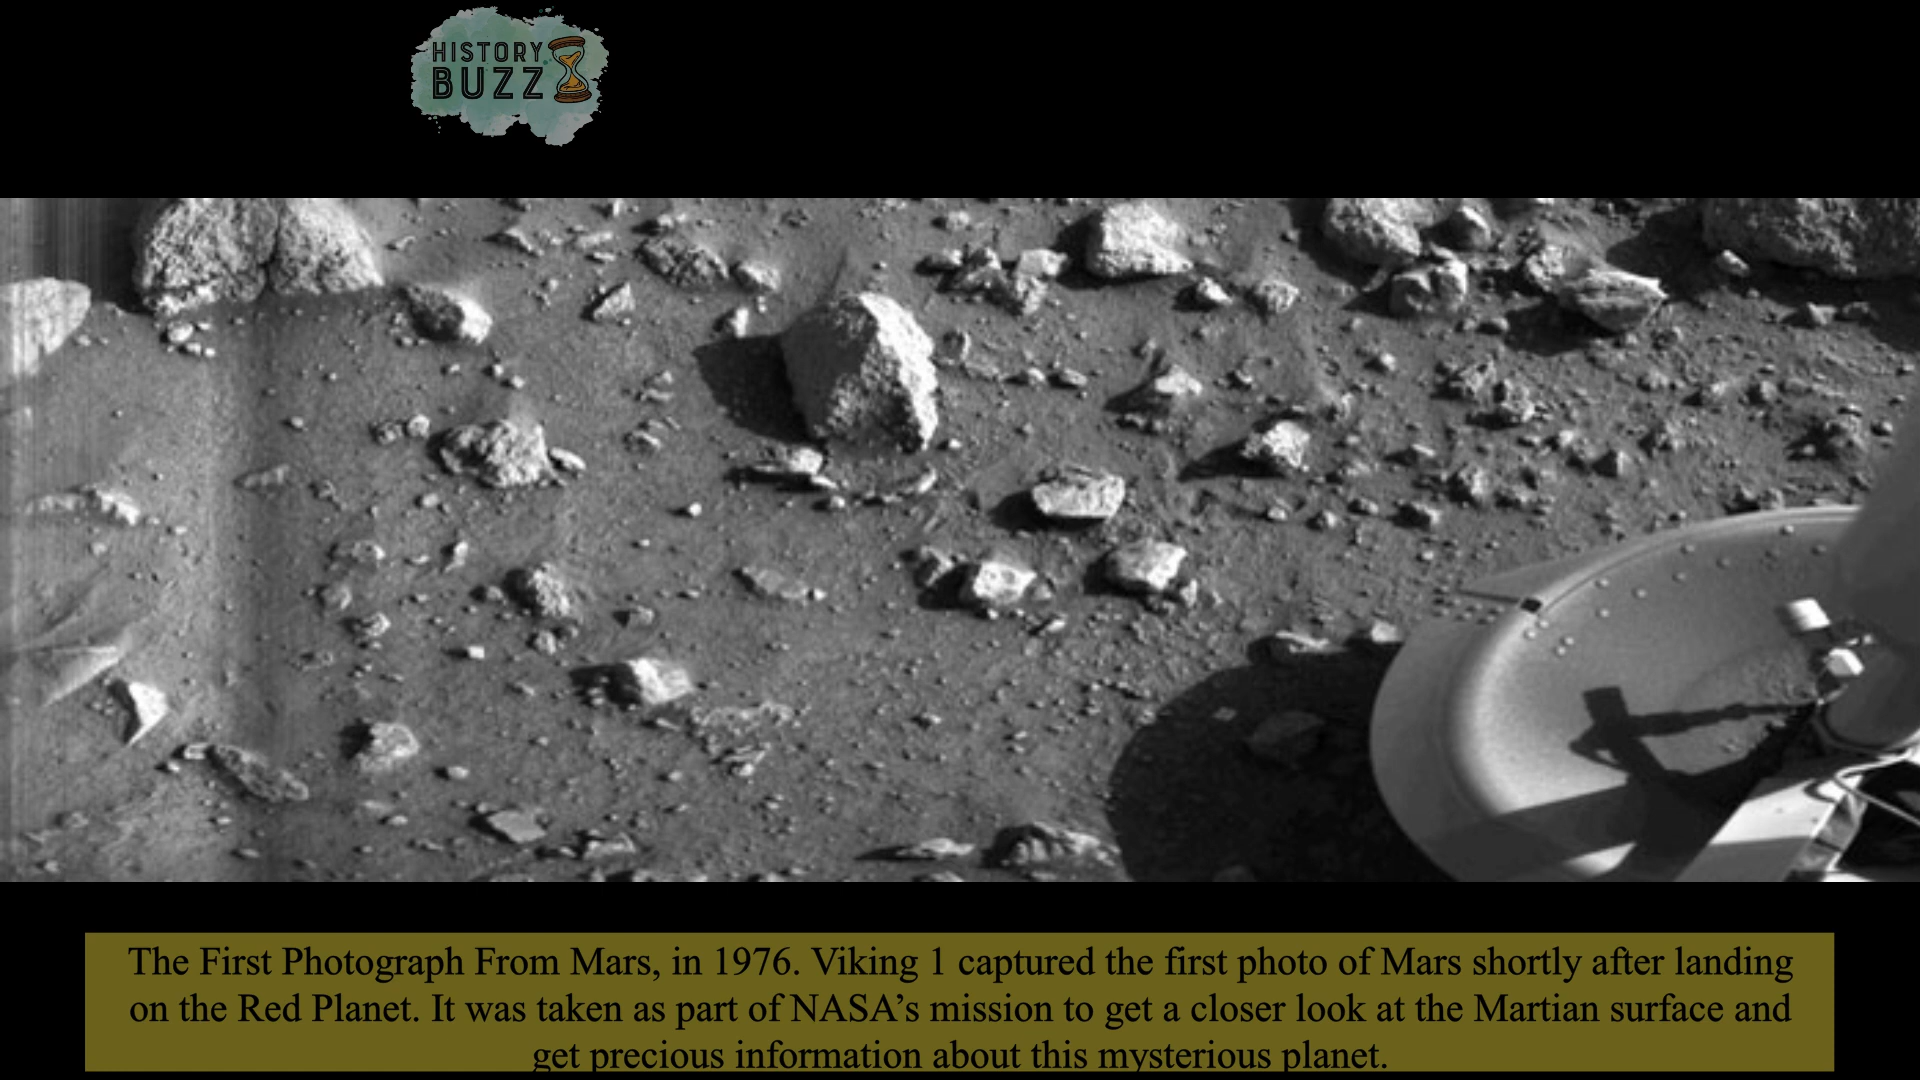 HISTORY
BUZZ
The First Photograph From Mars, in 1976. Viking 1 captured the first photo of Mars shortly after landing
on the Red Planet. It was taken as part of NASA’s mission to get a closer look at the Martian surface and
get precious information about this mysterious planet.